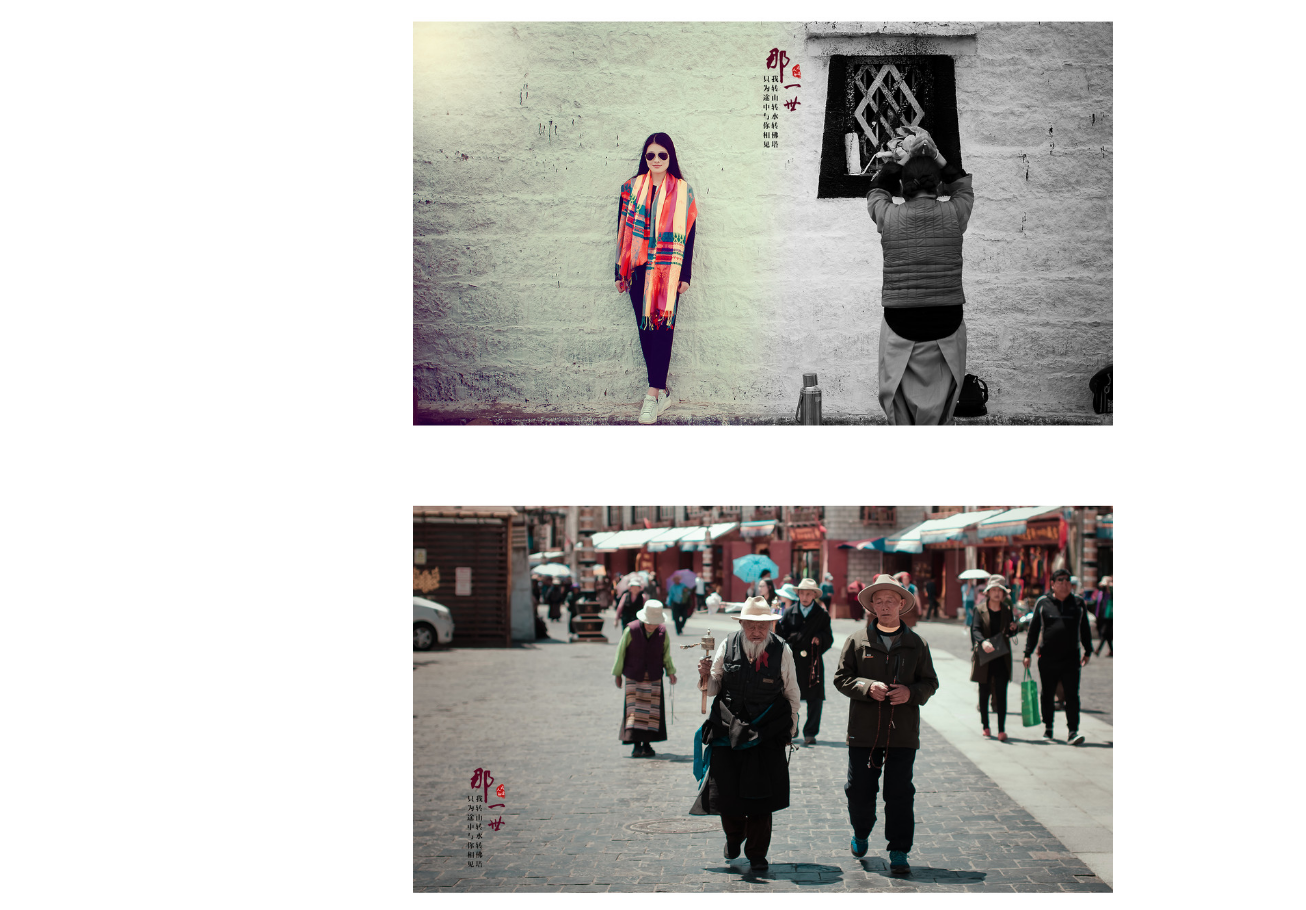 那一世
我转山转水转佛塔
只为途中与你相见
那一世
我转山转水转佛塔
只为途中与你相见